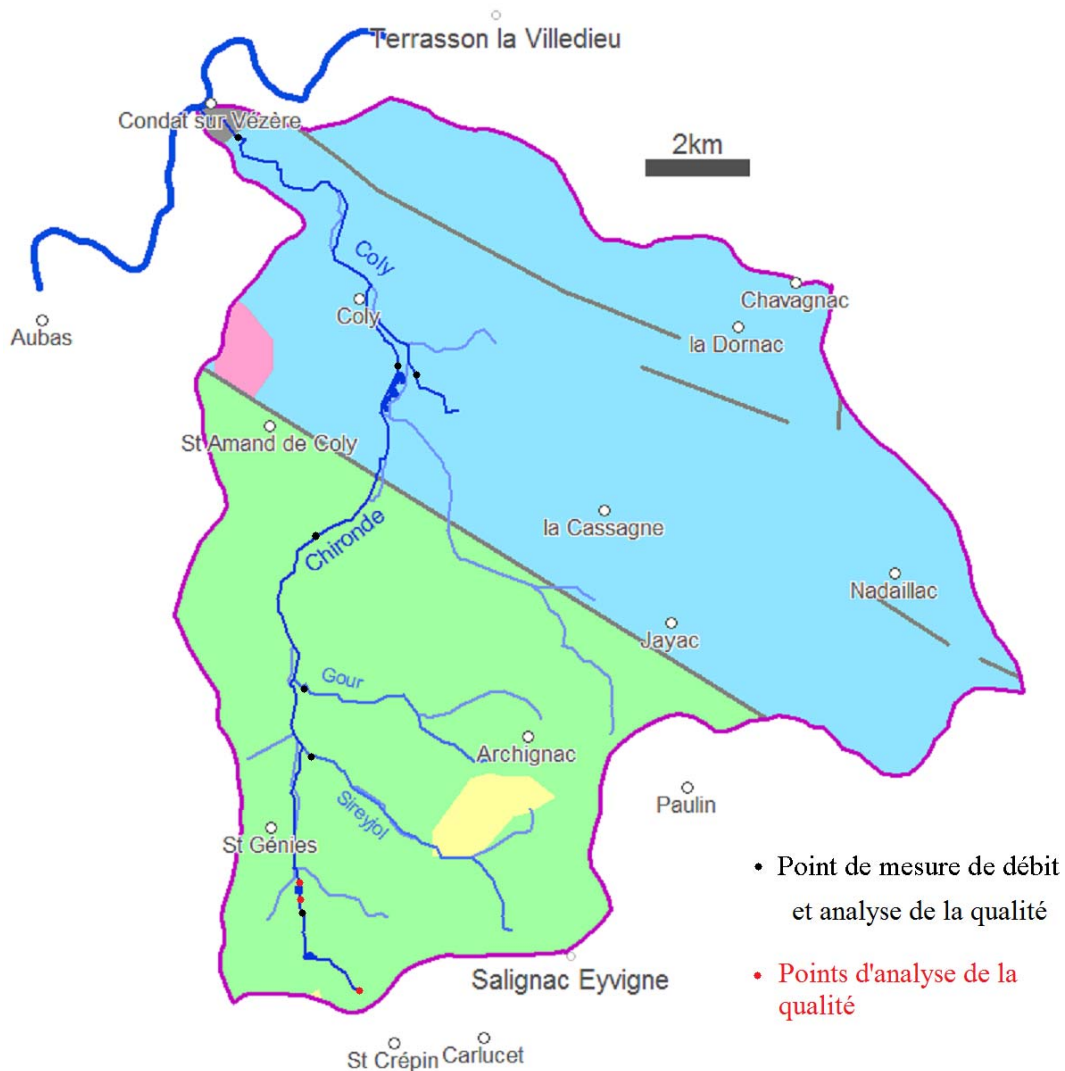 Terrasson la Villedieu
Condat sur Vézère
2km
Coly
Chavagnac
Coly
Aubas
la Dornac
St Amand de Coly
la Cassagne
Chironde
Nadaillac
Jayac
Gour
Archignac
Paulin
Sireyjol
St Génies
Point de mesure de débit
et analyse de la qualité
Salignac Eyvigne
Points d'analyse de la
qualité
St Crépin
Carlucet